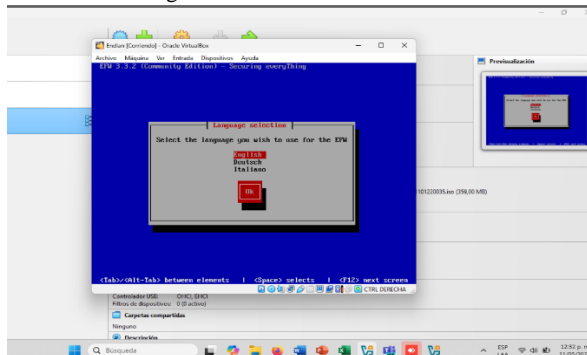 Endian [Corriendo] - Oracle VirtualBox
Archivo Máquina Ver Entrada Dispositivos Ayuda
EFW 3.3.2 (Community Edition) - Securing everyThing
Previsualización
Language selection
Select the language you wish to use for the EFW
English
Deutsch
Italiano
Ok
<Tab>/<Alt-Tab> between elements | <Space> selects | <F12> next screen
CTRL DERECHA
Controlador USB: OHCI, EHCI
Filtros de dispositivos: 0 (0 activo)
Carpetas compartidas
Ninguno
Descripción
Búsqueda
ESP